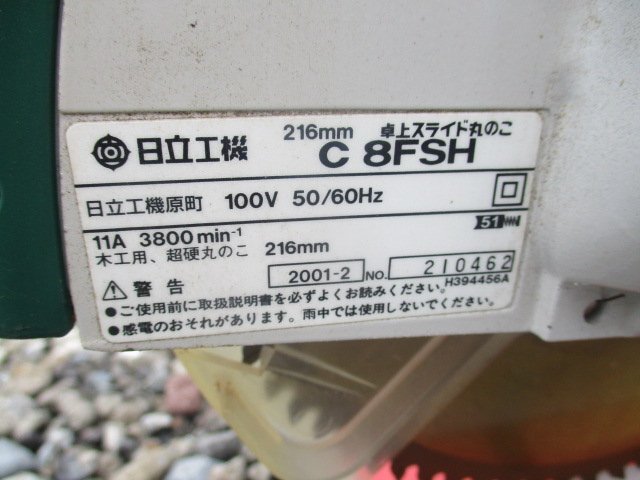 日立工機 216mm 卓上スライド丸のこ
C 8FSH
日立工機原町 100V 50/60Hz
51
11A 3800min⁻¹
木工用、超硬丸のこ 216mm
⚠ 警告 2001-2 NO. 210462
H394456A
●ご使用前に取扱説明書を必ずよくお読みください。
●感電のおそれがあります。雨中では使用しないでください。